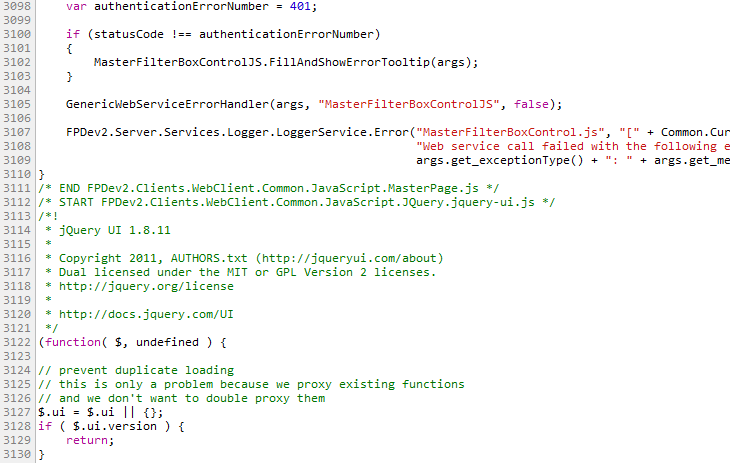 3098 var authenticationErrorNumber = 401;
3099
3100 if (statusCode !== authenticationErrorNumber)
3101 {
3102 MasterFilterBoxControlJS.FillAndShowErrorTooltip(args);
3103 }
3104
3105 GenericWebServiceErrorHandler(args, "MasterFilterBoxControlJS", false);
3106
3107 FPDev2.Server.Services.Logger.LoggerService.Error("MasterFilterBoxControl.js", "[" + Common.Cur
3108 "Web service call failed with the following e
3109 args.get_exceptionType() + ": " + args.get_me
3110 }
3111 /* END FPDev2.Clients.WebClient.Common.JavaScript.MasterPage.js */
3112 /* START FPDev2.Clients.WebClient.Common.JavaScript.JQuery.jquery-ui.js */
3113 /*!
3114 * jQuery UI 1.8.11
3115 *
3116 * Copyright 2011, AUTHORS.txt (http://jqueryui.com/about)
3117 * Dual licensed under the MIT or GPL Version 2 licenses.
3118 * http://jquery.org/license
3119 *
3120 * http://docs.jquery.com/UI
3121 */
3122 (function( $, undefined ) {
3123
3124 // prevent duplicate loading
3125 // this is only a problem because we proxy existing functions
3126 // and we don't want to double proxy them
3127 $.ui = $.ui || {};
3128 if ( $.ui.version ) {
3129 return;
3130 }